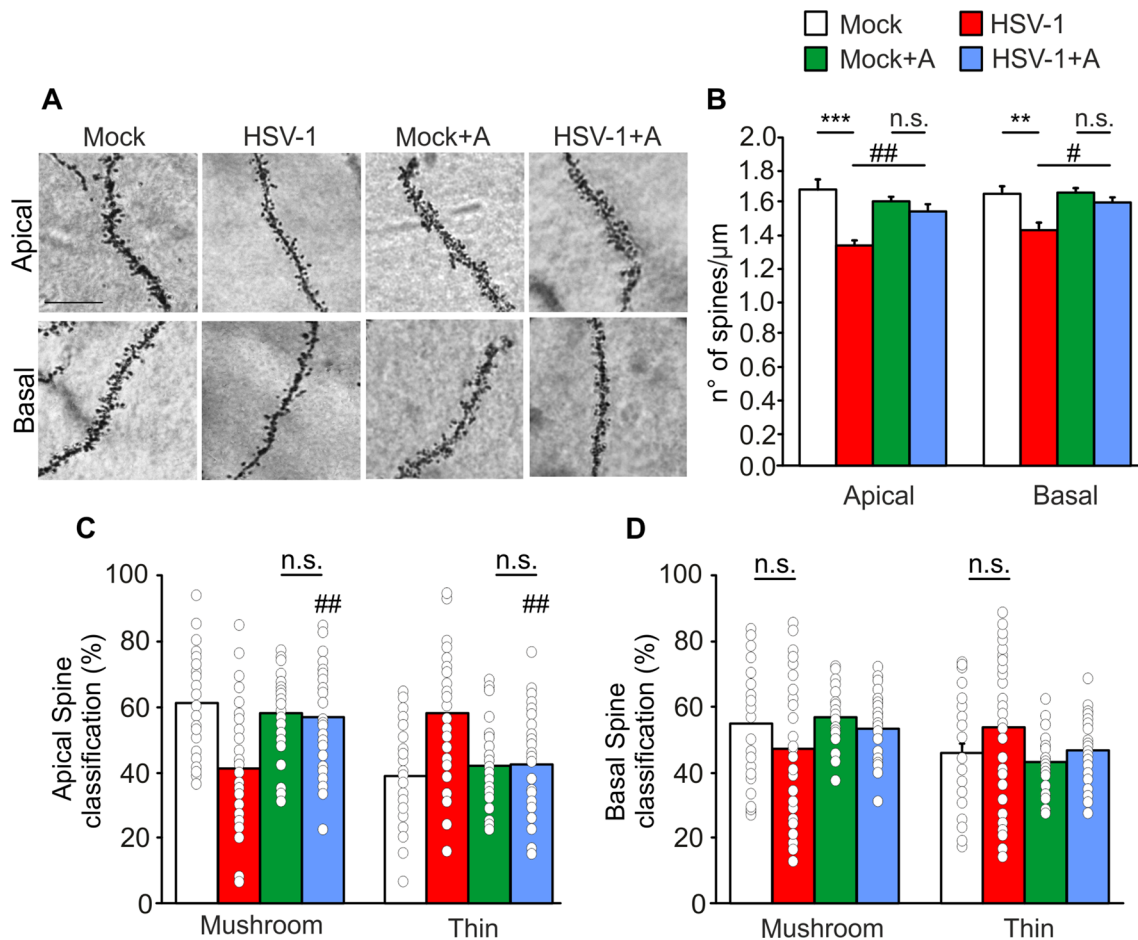 Mock HSV-1
Mock+A HSV-1+A
A
Mock HSV-1 Mock+A HSV-1+A
Apical
Basal
B
*** n.s. ** n.s.
## #
n° of spines/µm
2.0
1.8
1.6
1.4
1.2
1.0
0.8
0.6
0.4
0.2
0.0
Apical Basal
C
n.s. n.s.
## ##
Apical Spine
classification (%)
100
80
60
40
20
0
Mushroom Thin
D
n.s. n.s.
Basal Spine
classification (%)
100
80
60
40
20
0
Mushroom Thin